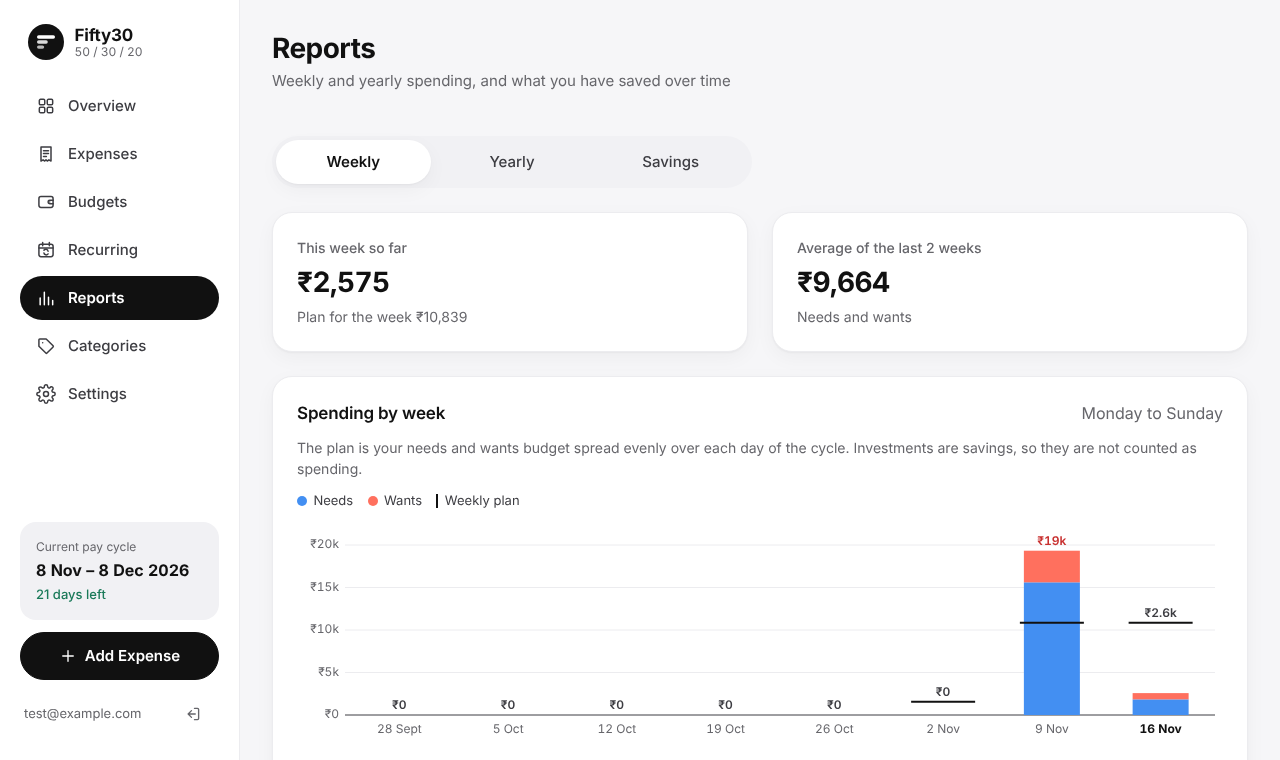 Fifty30
50 / 30 / 20
Overview
Expenses
Budgets
Recurring
Reports
Categories
Settings
Current pay cycle
8 Nov – 8 Dec 2026
21 days left
Add Expense
test@example.com
Reports
Weekly and yearly spending, and what you have saved over time
Weekly
Yearly
Savings
This week so far
₹2,575
Plan for the week ₹10,839
Average of the last 2 weeks
₹9,664
Needs and wants
Spending by week
Monday to Sunday
The plan is your needs and wants budget spread evenly over each day of the cycle. Investments are savings, so they are not counted as
spending.
Needs
Wants
Weekly plan
₹20k
₹15k
₹10k
₹5k
₹0
₹0
₹0
₹0
₹0
₹0
₹0
₹19k
₹2.6k
28 Sept
5 Oct
12 Oct
19 Oct
26 Oct
2 Nov
9 Nov
16 Nov